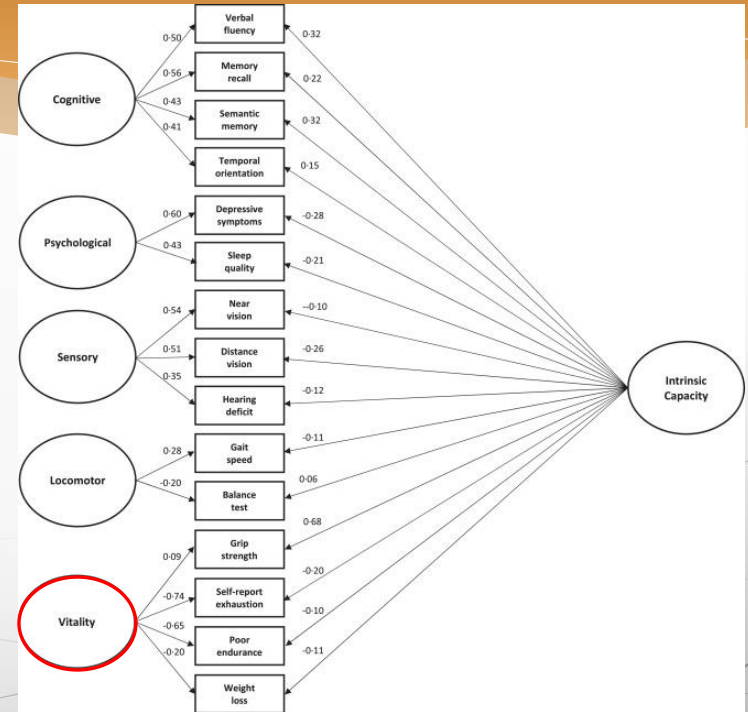 Verbal
fluency
0·50
0·32
Memory
recall
0·56
0·22
Cognitive
Semantic
memory
0·43
0·32
0·41
Temporal
orientation
0·15
Depressive
symptoms
0·60
-0·28
Psychological
Sleep
quality
0·43
-0·21
Near
vision
0·54
--0·10
Sensory
Distance
vision
0·51
-0·26
0·35
Hearing
deficit
-0·12
Intrinsic
Capacity
Gait
speed
0·28
-0·11
Locomotor
-0·20
Balance
test
0·06
Grip
strength
0·09
0·68
Self-report
exhaustion
-0·74
-0·20
Vitality
-0·65
Poor
endurance
-0·10
-0·20
Weight
loss
-0·11